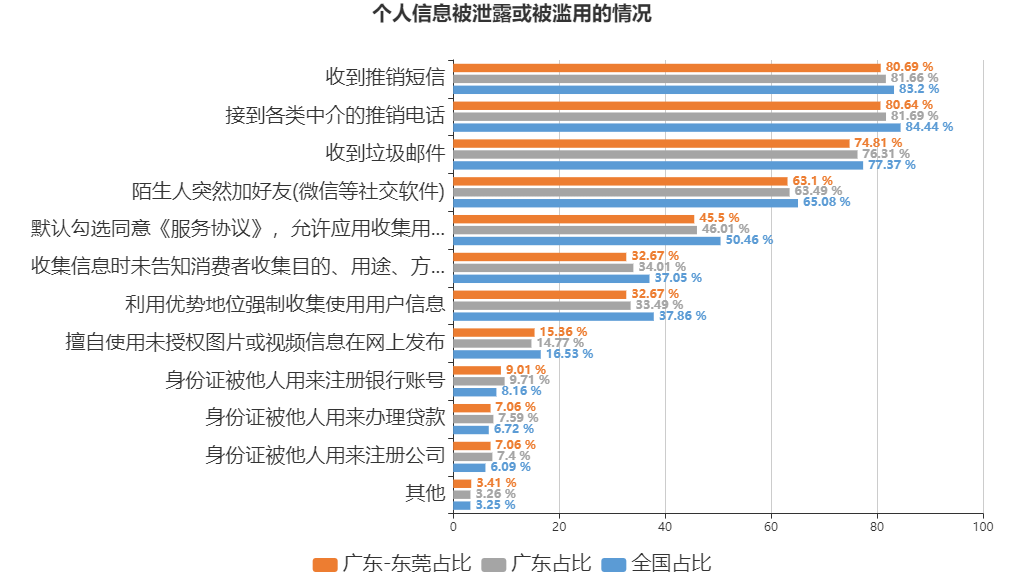 个人信息被泄露或被滥用的情况
收到推销短信
80.69 %
81.66 %
83.2 %
接到各类中介的推销电话
80.64 %
81.69 %
84.44 %
收到垃圾邮件
74.81 %
76.31 %
77.37 %
陌生人突然加好友(微信等社交软件)
63.1 %
63.49 %
65.08 %
默认勾选同意《服务协议》，允许应用收集用...
45.5 %
46.01 %
50.46 %
收集信息时未告知消费者收集目的、用途、方...
32.67 %
34.01 %
37.05 %
利用优势地位强制收集使用用户信息
32.67 %
33.49 %
37.86 %
擅自使用未授权图片或视频信息在网上发布
15.36 %
14.77 %
16.53 %
身份证被他人用来注册银行账号
9.01 %
9.71 %
8.16 %
身份证被他人用来办理贷款
7.06 %
7.59 %
6.72 %
身份证被他人用来注册公司
7.06 %
7.4 %
6.09 %
其他
3.41 %
3.26 %
3.25 %
0 20 40 60 80 100
广东-东莞占比 广东占比 全国占比